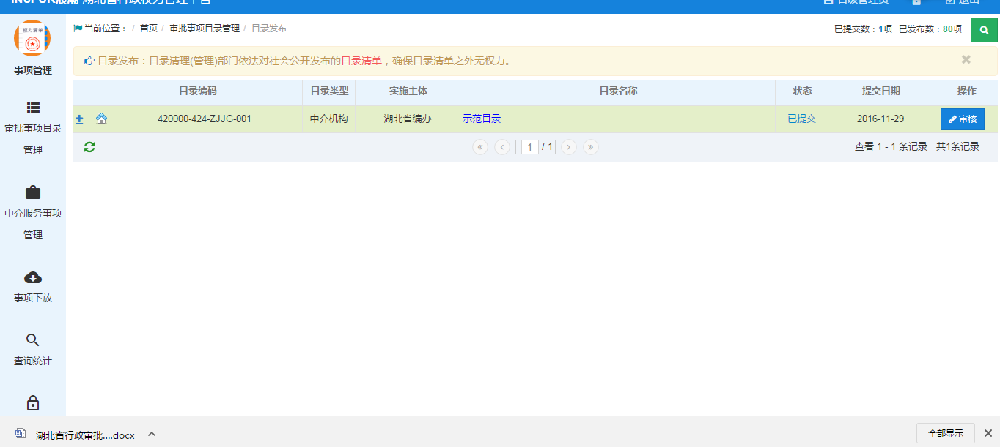 iNSPUR浪潮 湖北省行政权力管理平台
省级管理员
退出
权力清单
事项管理
审批事项目录
管理
中介服务事项
管理
事项下放
查询统计
当前位置： / 首页 / 审批事项目录管理 / 目录发布
已提交数：1项 已发布数：80项
目录发布：目录清理(管理)部门依法对社会公开发布的目录清单，确保目录清单之外无权力。
目录编码 目录类型 实施主体 目录名称 状态 提交日期 操作
420000-424-ZJJG-001 中介机构 湖北省编办 示范目录 已提交 2016-11-29 审核
1 / 1
查看 1 - 1 条记录 共1条记录
湖北省行政审批....docx
全部显示